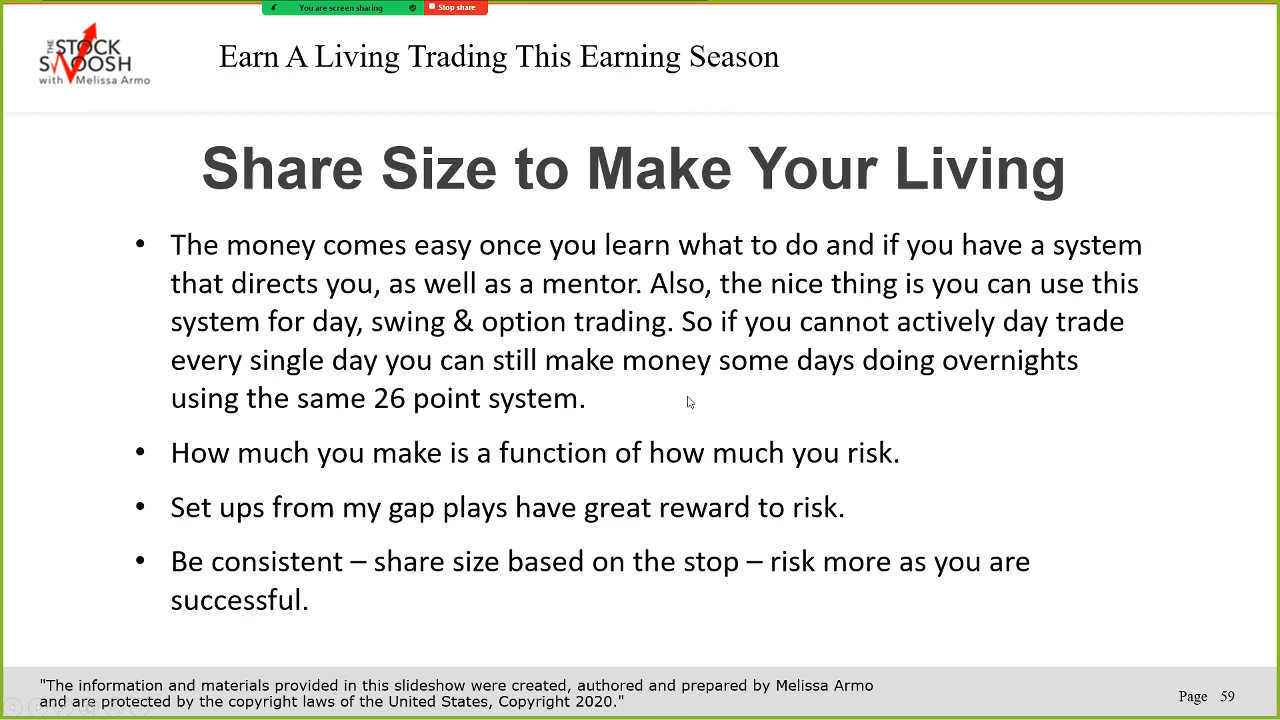 You are screen sharing
Stop share
THE STOCK
SWOOSH
with Melissa Armo
Earn A Living Trading This Earning Season
Share Size to Make Your Living
• The money comes easy once you learn what to do and if you have a system
that directs you, as well as a mentor. Also, the nice thing is you can use this
system for day, swing & option trading. So if you cannot actively day trade
every single day you can still make money some days doing overnights
using the same 26 point system.
• How much you make is a function of how much you risk.
• Set ups from my gap plays have great reward to risk.
• Be consistent – share size based on the stop – risk more as you are
successful.
"The information and materials provided in this slideshow were created, authored and prepared by Melissa Armo
and are protected by the copyright laws of the United States, Copyright 2020."
Page 59